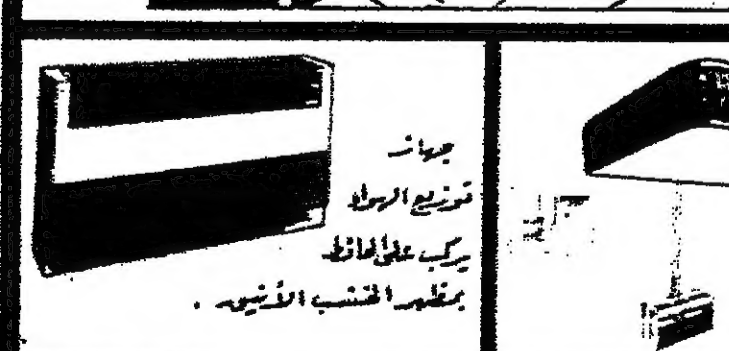 جهاز
توزيع الهواء
يركب على الحائط
بمظهر الخشب الأنيق .